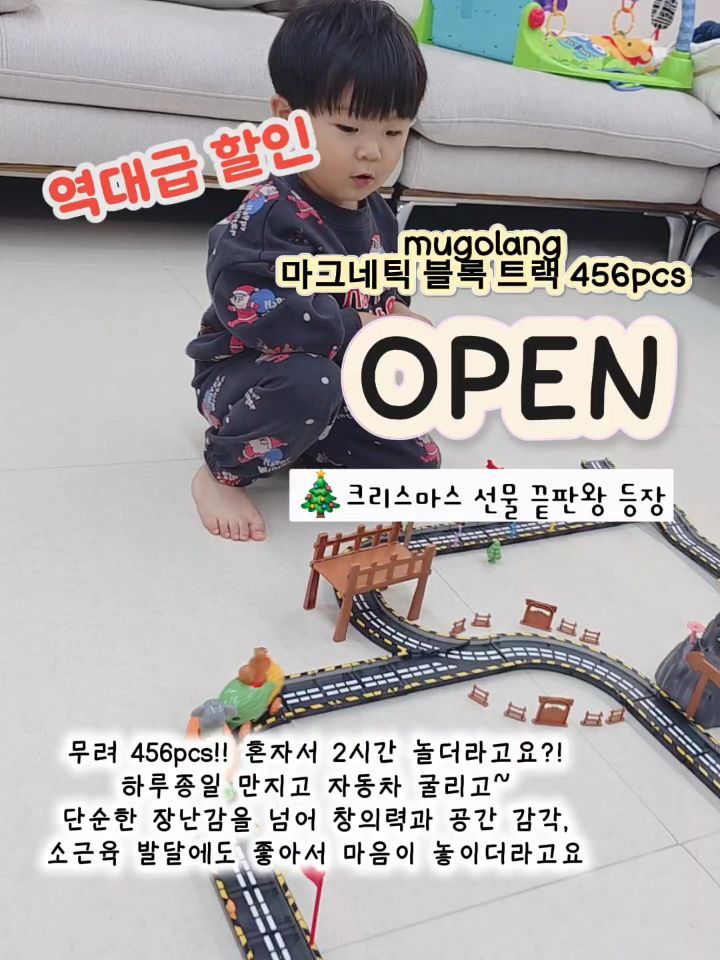 역대급 할인
mugolang
마그네틱 블록 트랙 456pcs
OPEN
🎄크리스마스 선물 끝판왕 등장
무려 456pcs!! 혼자서 2시간 놀더라고요?!
하루종일 만지고 자동차 굴리고~
단순한 장난감을 넘어 창의력과 공간 감각,
소근육 발달에도 좋아서 마음이 놓이더라고요